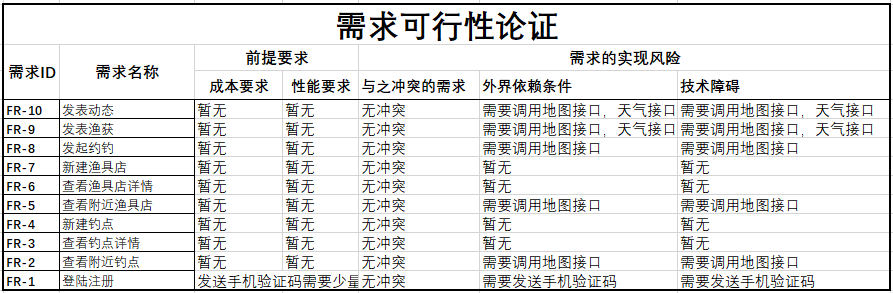 需求可行性论证
需求ID 需求名称 前提要求 需求的实现风险
成本要求 性能要求 与之冲突的需求 外界依赖条件 技术障碍
FR-10 发表动态 暂无 暂无 无冲突 需要调用地图接口，天气接口 需要调用地图接口，天气接口
FR-9 发表渔获 暂无 暂无 无冲突 需要调用地图接口，天气接口 需要调用地图接口，天气接口
FR-8 发起约钓 暂无 暂无 无冲突 需要调用地图接口 需要调用地图接口
FR-7 新建渔具店 暂无 暂无 无冲突 暂无 暂无
FR-6 查看渔具店详情 暂无 暂无 无冲突 暂无 暂无
FR-5 查看附近渔具店 暂无 暂无 无冲突 需要调用地图接口 需要调用地图接口
FR-4 新建钓点 暂无 暂无 无冲突 暂无 暂无
FR-3 查看钓点详情 暂无 暂无 无冲突 暂无 暂无
FR-2 查看附近钓点 暂无 暂无 无冲突 需要调用地图接口 需要调用地图接口
FR-1 登陆注册 发送手机验证码需要少量 无冲突 需要发送手机验证码 需要发送手机验证码